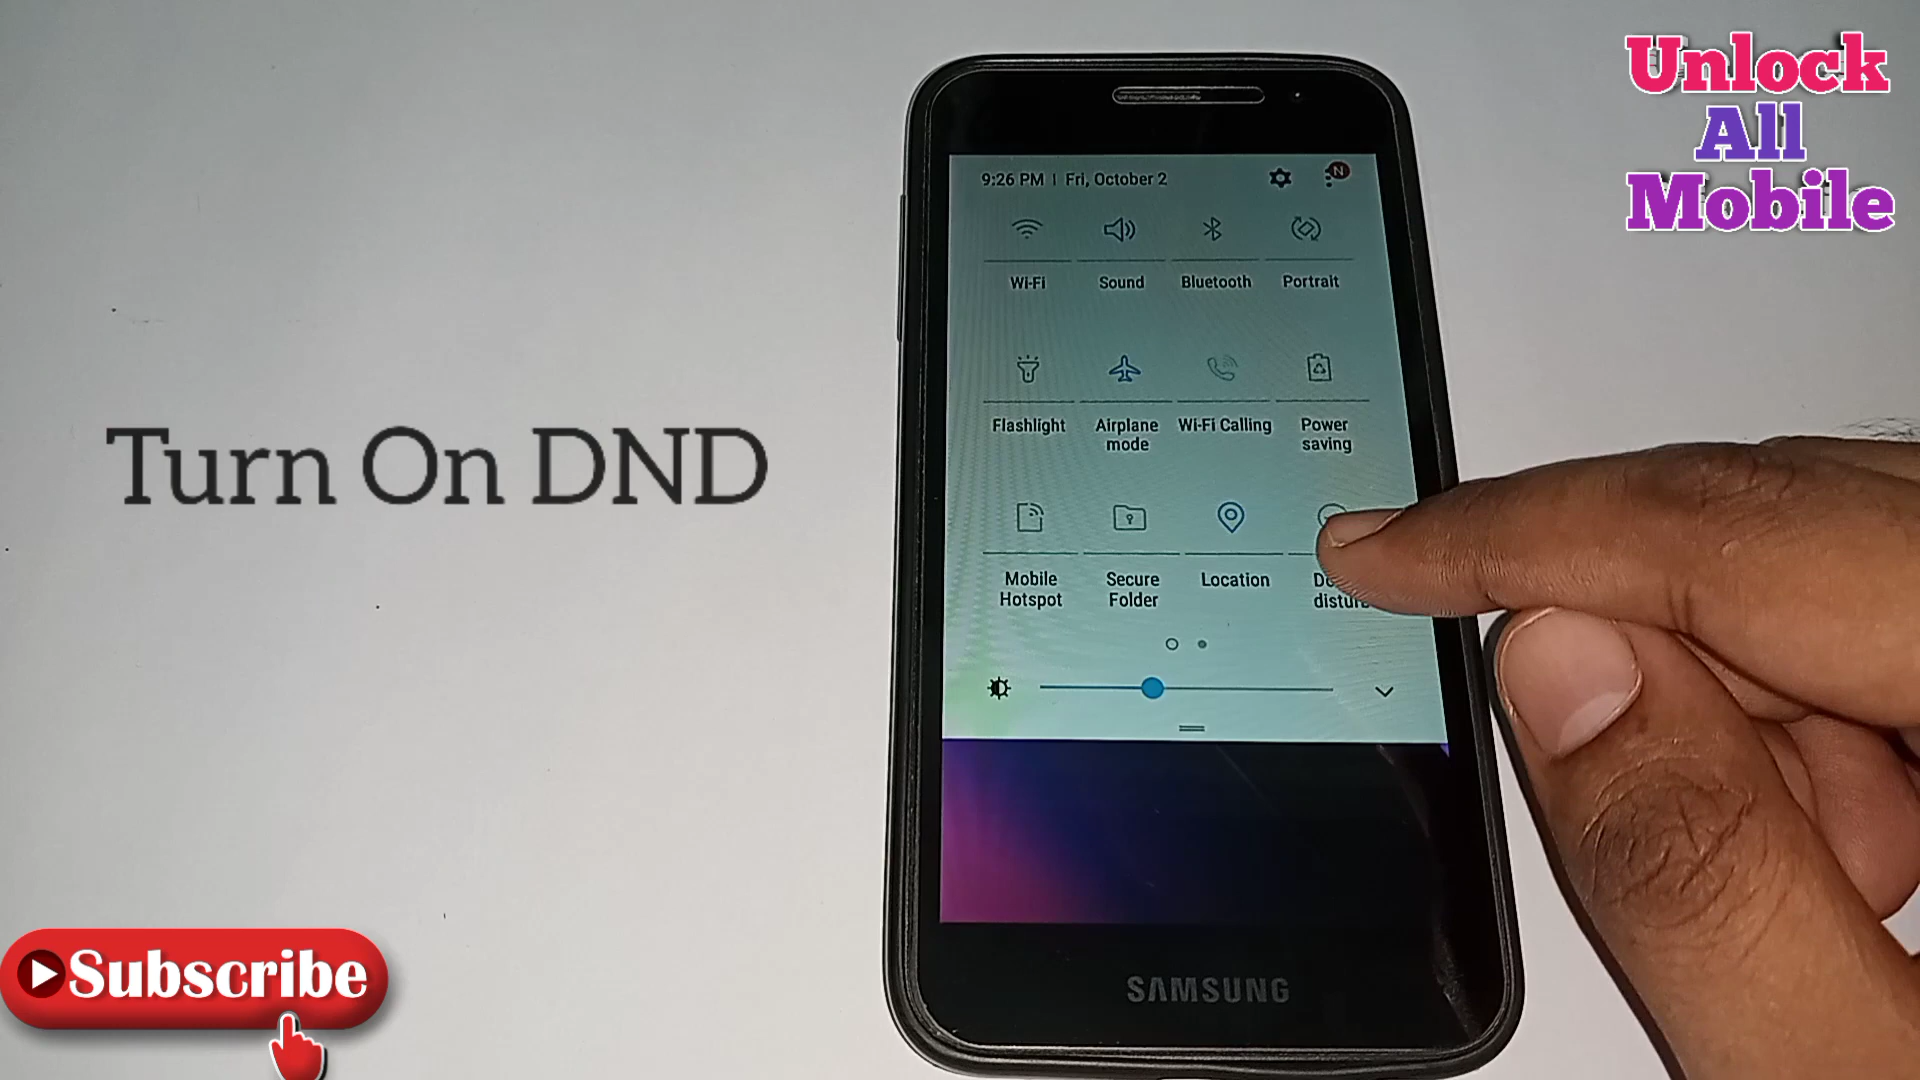 Unlock
All
Mobile
9:26 PM | Fri, October 2
N
Wi-Fi Sound Bluetooth Portrait
Flashlight Airplane mode Wi-Fi Calling Power saving
Turn On DND
Mobile Hotspot Secure Folder Location
Subscribe
SAMSUNG